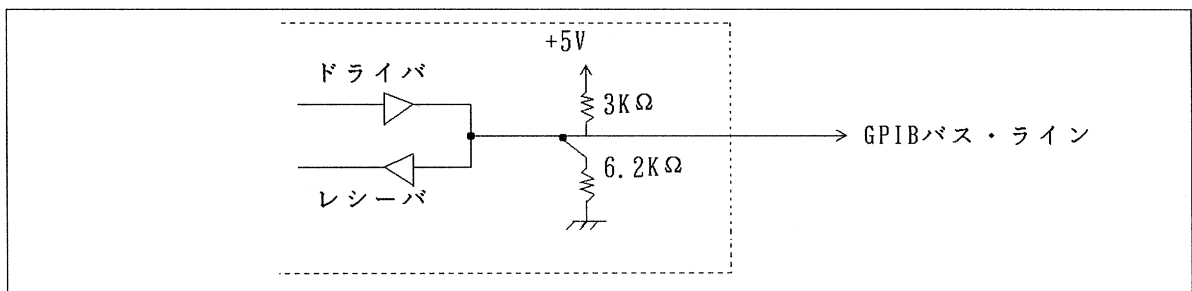 +5V
ドライバ
3KΩ
GPIBバス・ライン
6.2KΩ
レシーバ